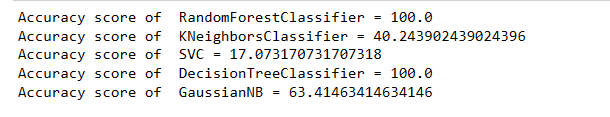 Accuracy score of  RandomForestClassifier = 100.0
Accuracy score of  KNeighborsClassifier = 40.243902439024396
Accuracy score of  SVC = 17.073170731707318
Accuracy score of  DecisionTreeClassifier = 100.0
Accuracy score of  GaussianNB = 63.41463414634146